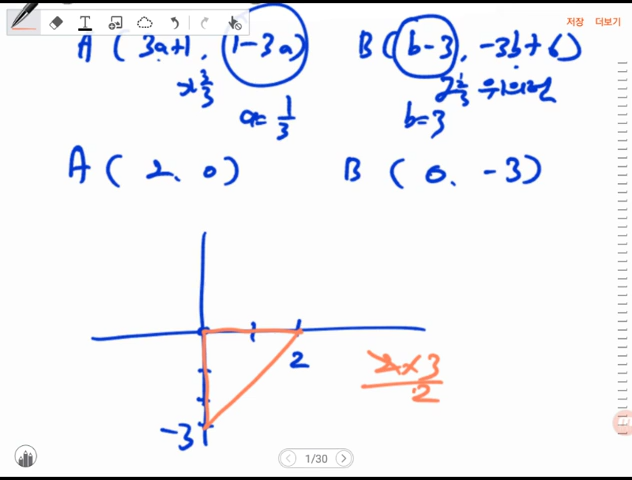 저장 더보기
A ( 3a+1, 1-3a) B ( b-3, -3b+6)
x축 y축 위의점
a= 1/3 b=3
A ( 2, 0 ) B ( 0, -3 )
2
2×3
2
-3
1/30